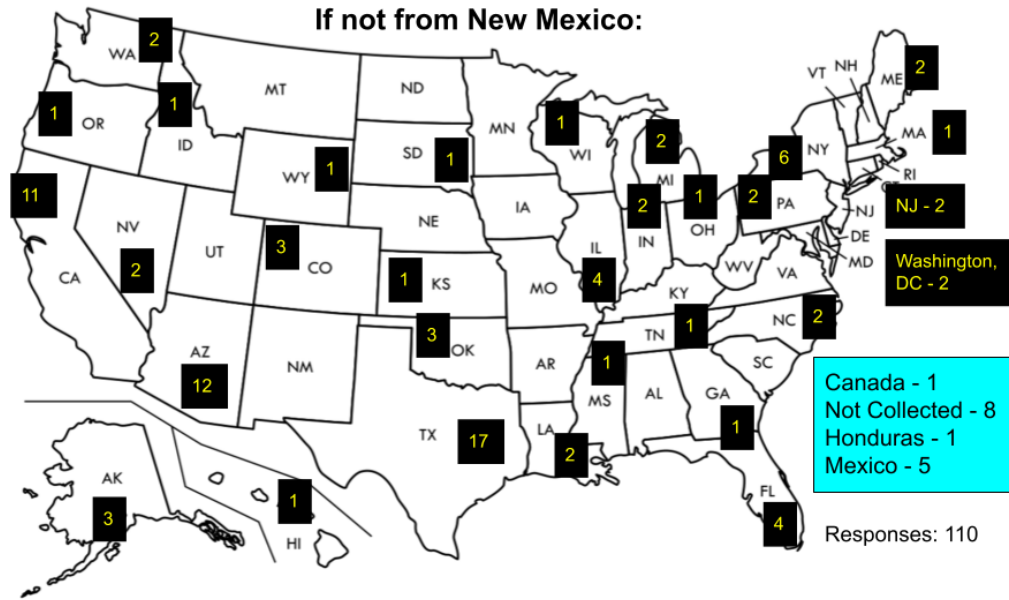 If not from New Mexico:
WA
2
MT
ND
MN
VT
NH
ME
2
1
OR
1
ID
WY
1
SD
1
1
WI
2
MI
6
NY
MA
1
RI
11
NV
2
UT
3
CO
NE
IA
IL
4
2
IN
1
OH
2
PA
NJ
NJ - 2
DE
MD
Washington,
DC - 2
CA
1
KS
MO
KY
WV
VA
AZ
12
NM
3
OK
AR
TN
1
NC
2
SC
1
MS
AL
GA
1
TX
17
LA
2
FL
4
Canada - 1
Not Collected - 8
Honduras - 1
Mexico - 5
AK
3
1
HI
Responses: 110